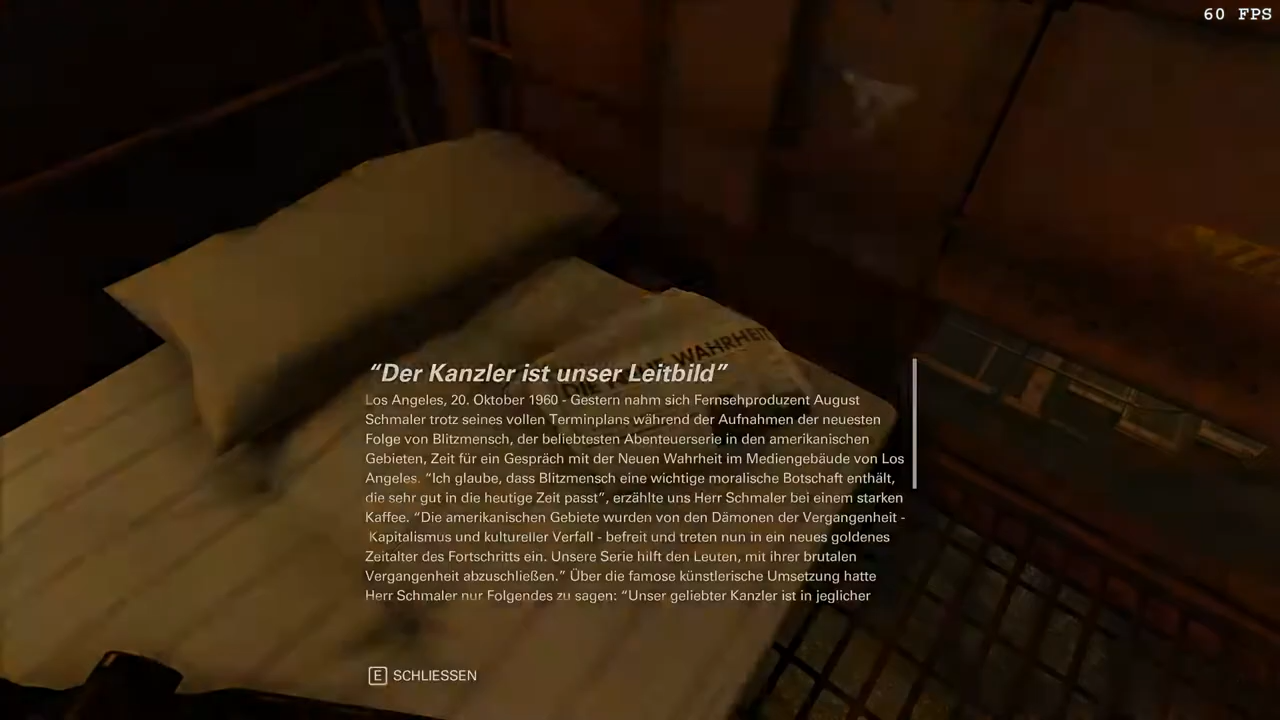 60 FPS
WAHRHEIT
“Der Kanzler ist unser Leitbild”
Los Angeles, 20. Oktober 1960 - Gestern nahm sich Fernsehproduzent August
Schmaler trotz seines vollen Terminplans während der Aufnahmen der neuesten
Folge von Blitzmensch, der beliebtesten Abenteuerserie in den amerikanischen
Gebieten, Zeit für ein Gespräch mit der Neuen Wahrheit im Mediengebäude von Los
Angeles. “Ich glaube, dass Blitzmensch eine wichtige moralische Botschaft enthält,
die sehr gut in die heutige Zeit passt”, erzählte uns Herr Schmaler bei einem starken
Kaffee. “Die amerikanischen Gebiete wurden von den Dämonen der Vergangenheit -
Kapitalismus und kultureller Verfall - befreit und treten nun in ein neues goldenes
Zeitalter des Fortschritts ein. Unsere Serie hilft den Leuten, mit ihrer brutalen
Vergangenheit abzuschließen.” Über die famose künstlerische Umsetzung hatte
Herr Schmaler nur Folgendes zu sagen: “Unser geliebter Kanzler ist in jeglicher
E SCHLIESSEN